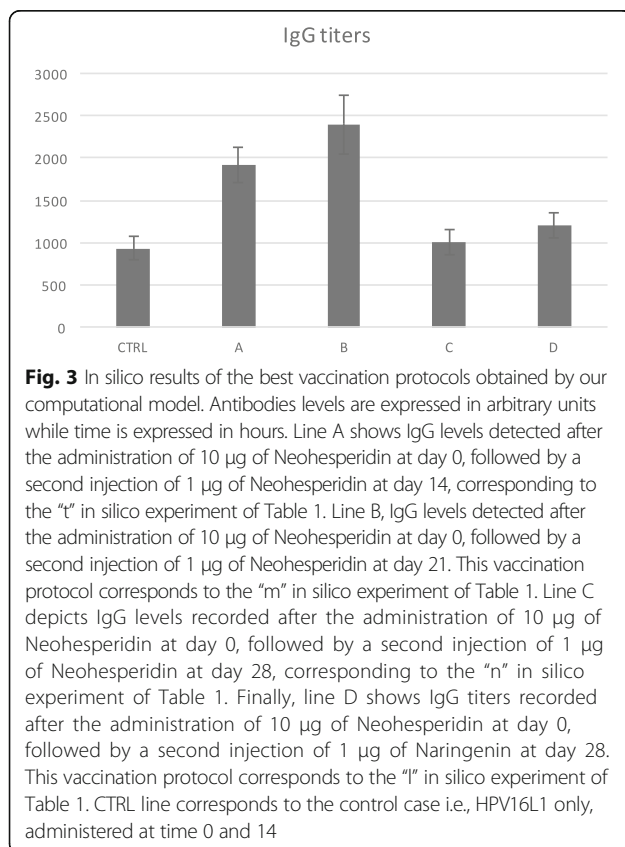 IgG titers
3000
2500
2000
1500
1000
500
0
CTRL A B C D
Fig. 3 In silico results of the best vaccination protocols obtained by our
computational model. Antibodies levels are expressed in arbitrary units
while time is expressed in hours. Line A shows IgG levels detected after
the administration of 10 μg of Neohesperidin at day 0, followed by a
second injection of 1 μg of Neohesperidin at day 14, corresponding to
the “t” in silico experiment of Table 1. Line B, IgG levels detected after
the administration of 10 μg of Neohesperidin at day 0, followed by a
second injection of 1 μg of Neohesperidin at day 21. This vaccination
protocol corresponds to the “m” in silico experiment of Table 1. Line C
depicts IgG levels recorded after the administration of 10 μg of
Neohesperidin at day 0, followed by a second injection of 1 μg
of Neohesperidin at day 28, corresponding to the “n” in silico
experiment of Table 1. Finally, line D shows IgG titers recorded
after the administration of 10 μg of Neohesperidin at day 0,
followed by a second injection of 1 μg of Naringenin at day 28.
This vaccination protocol corresponds to the “l” in silico experiment of
Table 1. CTRL line corresponds to the control case i.e., HPV16L1 only,
administered at time 0 and 14